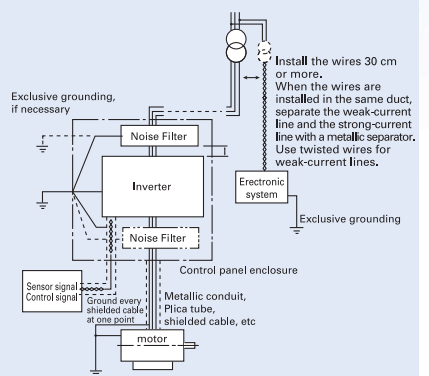 Install the wires 30 cm
or more.
When the wires are
installed in the same duct,
separate the weak-current
line and the strong-current
line with a metallic separator.
Use twisted wires for
weak-current lines.
Exclusive grounding,
if necessary
Noise Filter
Inverter
Erectronic
system
Exclusive grounding
Noise Filter
Control panel enclosure
Sensor signal
Control signal
Ground every
shielded cable
at one point
Metallic conduit,
Plica tube,
shielded cable, etc
motor